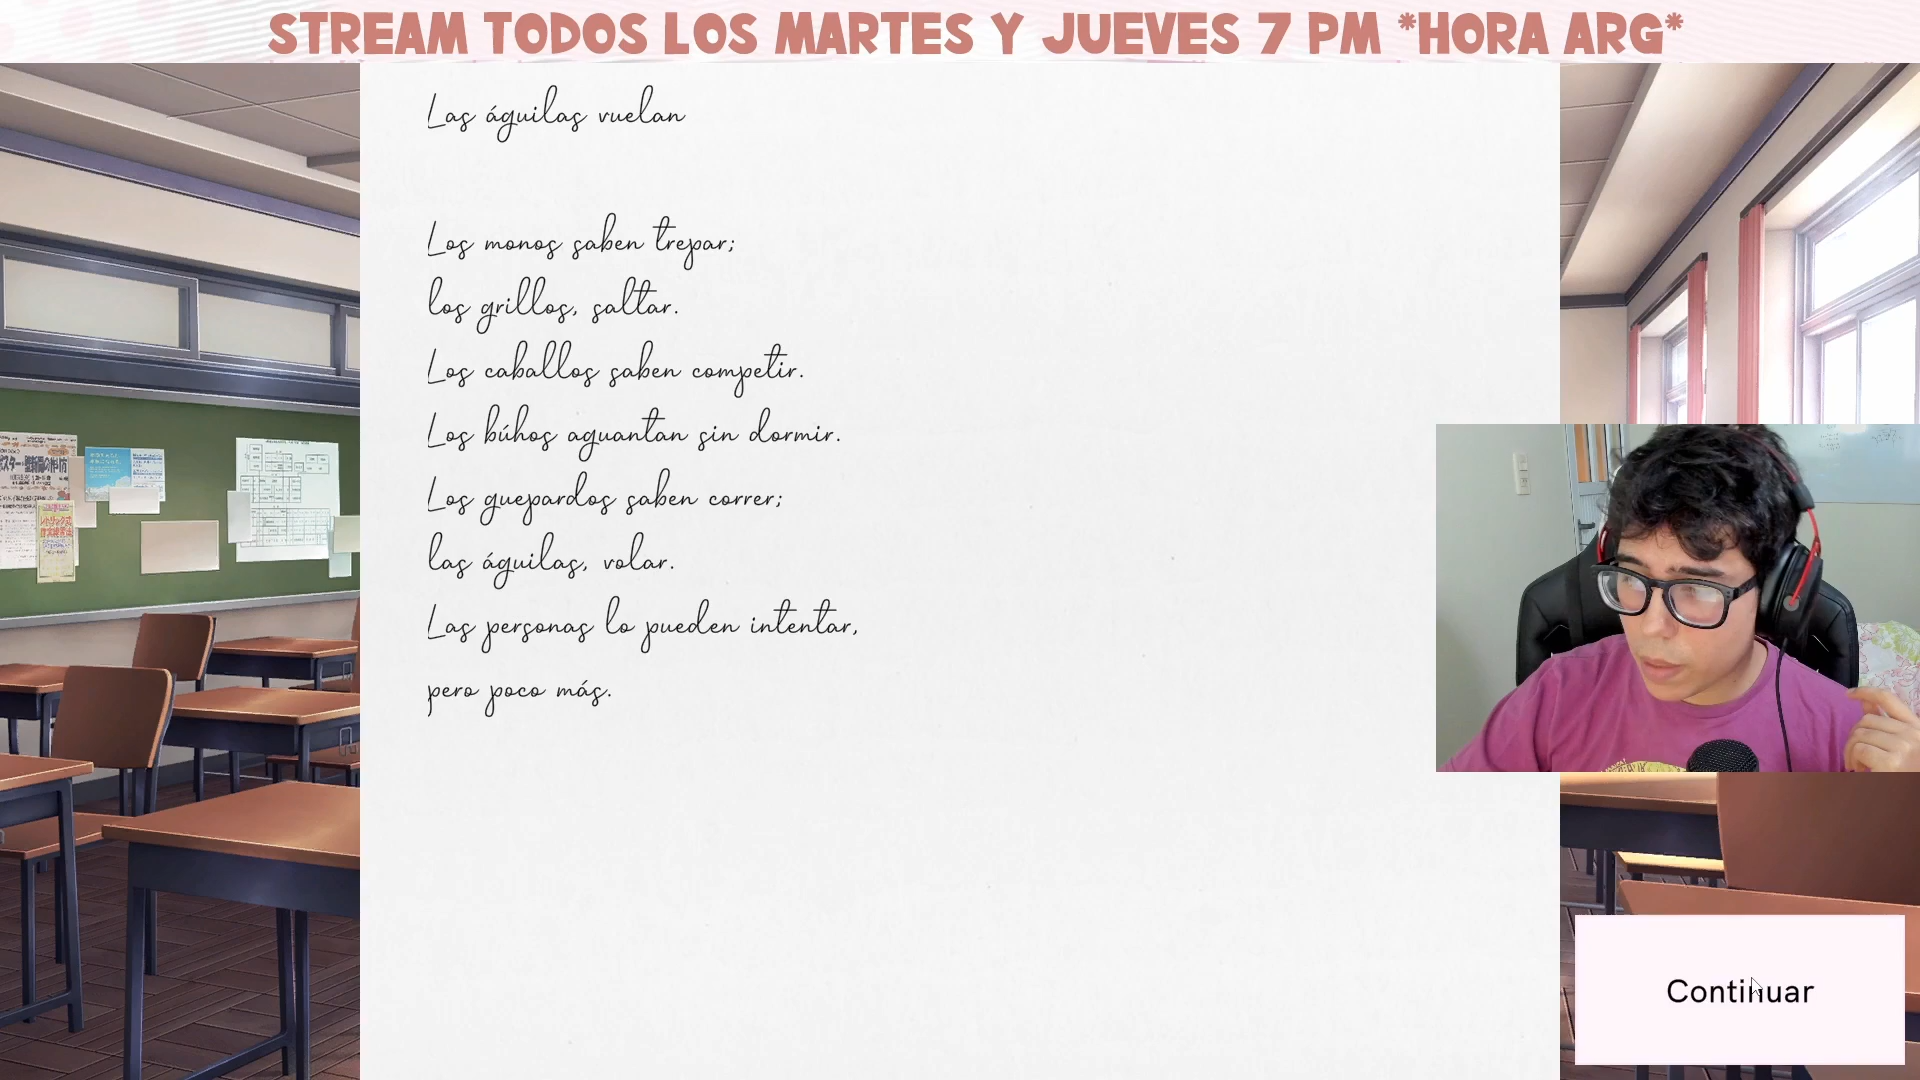 STREAM TODOS LOS MARTES Y JUEVES 7 PM *HORA ARG*
Las águilas vuelan
Los monos saben trepar;
los grillos, saltar.
Los caballos saben competir.
Los búhos aguantan sin dormir.
Los guepardos saben correr;
las águilas, volar.
Las personas lo pueden intentar,
pero poco más.
Continuar